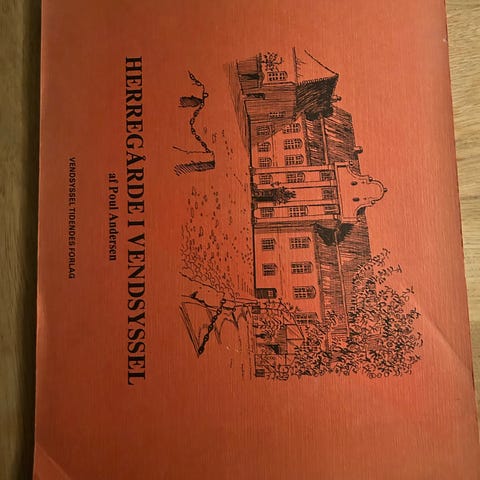 HERREGÅRDE I VENDSYSSEL
af Poul Andersen
VENDSYSSEL TIDENDES FORLAG